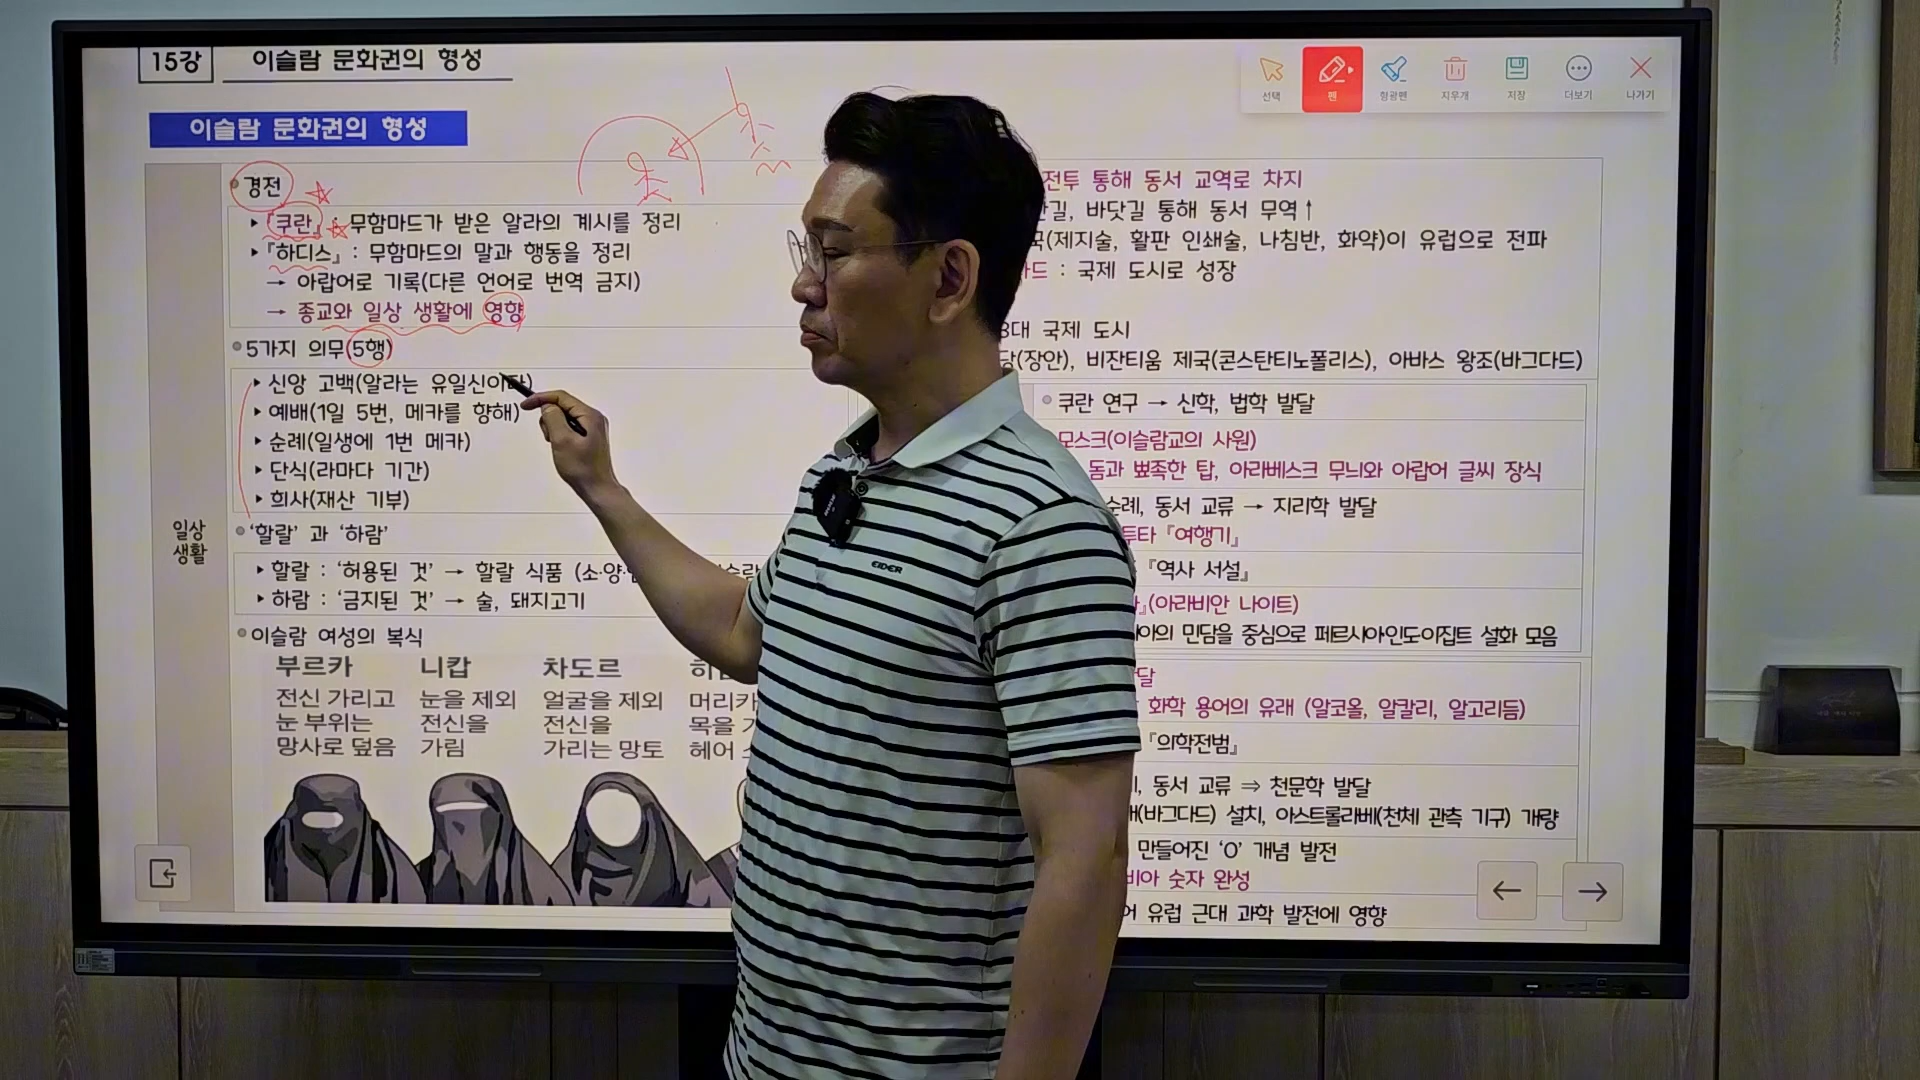 15강 이슬람 문화권의 형성
선택 펜 형광펜 지우개 저장 더보기 나가기
이슬람 문화권의 형성
일상
생활
경전
▸『쿠란』: 무함마드가 받은 알라의 계시를 정리
▸『하디스』: 무함마드의 말과 행동을 정리
→ 아랍어로 기록(다른 언어로 번역 금지)
→ 종교와 일상 생활에 영향
5가지 의무(5행)
▸ 신앙 고백(알라는 유일신이다)
▸ 예배(1일 5번, 메카를 향해)
▸ 순례(일생에 1번 메카)
▸ 단식(라마다 기간)
▸ 희사(재산 기부)
'할랄' 과 '하람'
▸ 할랄 : '허용된 것' → 할랄 식품 (소·양
▸ 하람 : '금지된 것' → 술, 돼지고기
이슬람 여성의 복식
부르카
전신 가리고
눈 부위는
망사로 덮음
니캅
눈을 제외
전신을
가림
차도르
얼굴을 제외
전신을
가리는 망토
머리카
목을
헤어
전투 통해 동서 교역로 차지
바닷길 통해 동서 무역↑
(제지술, 활판 인쇄술, 나침반, 화약)이 유럽으로 전파
: 국제 도시로 성장
3대 국제 도시
(장안), 비잔티움 제국(콘스탄티노폴리스), 아바스 왕조(바그다드)
쿠란 연구 → 신학, 법학 발달
모스크(이슬람교의 사원)
돔과 뾰족한 탑, 아라베스크 무늬와 아랍어 글씨 장식
순례, 동서 교류 → 지리학 발달
투타『여행기』
『역사 서설』
(아라비안 나이트)
아의 민담을 중심으로 페르시아·인도·이집트 설화 모음
달
화학 용어의 유래 (알코올, 알칼리, 알고리듬)
『의학전범』
, 동서 교류 ⇒ 천문학 발달
(바그다드) 설치, 아스트롤라베(천체 관측 기구) 개량
만들어진 '0' 개념 발전
비아 숫자 완성
유럽 근대 과학 발전에 영향
EIDER